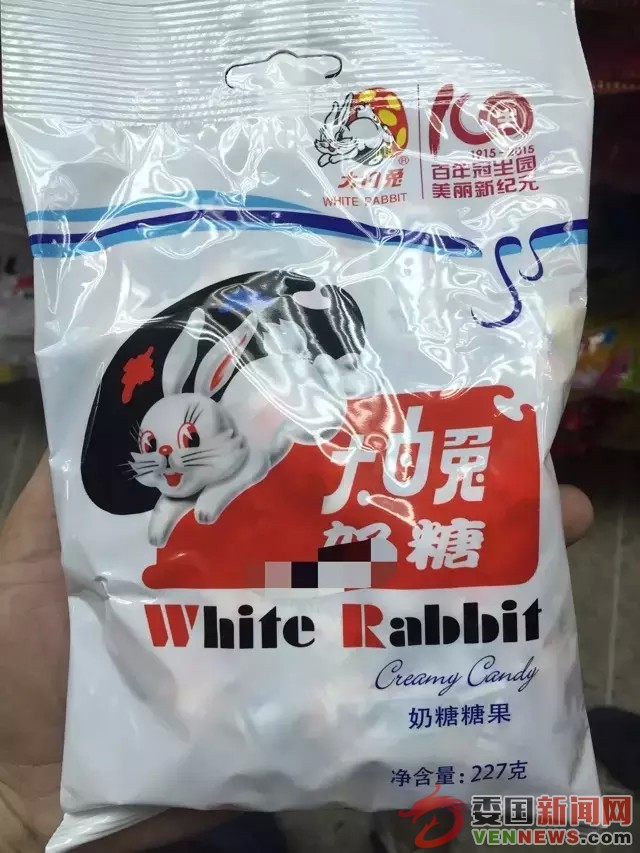 100
1915-2015
百年冠生园
美丽新纪元
大白兔®
WHITE RABBIT
大白兔
奶糖
White Rabbit
Creamy Candy
奶糖糖果
净含量：227克
委国新闻网
VENNEWS.com